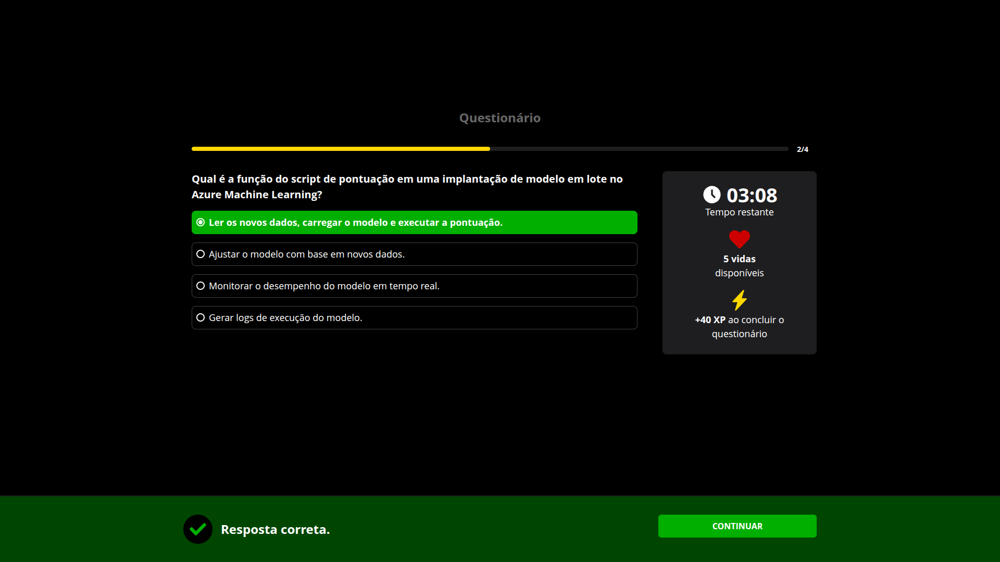 Questionário
2/4
Qual é a função do script de pontuação em uma implantação de modelo em lote no
Azure Machine Learning?
Ler os novos dados, carregar o modelo e executar a pontuação.
Ajustar o modelo com base em novos dados.
Monitorar o desempenho do modelo em tempo real.
Gerar logs de execução do modelo.
03:08
Tempo restante
5 vidas
disponíveis
+40 XP ao concluir o
questionário
Resposta correta.
CONTINUAR